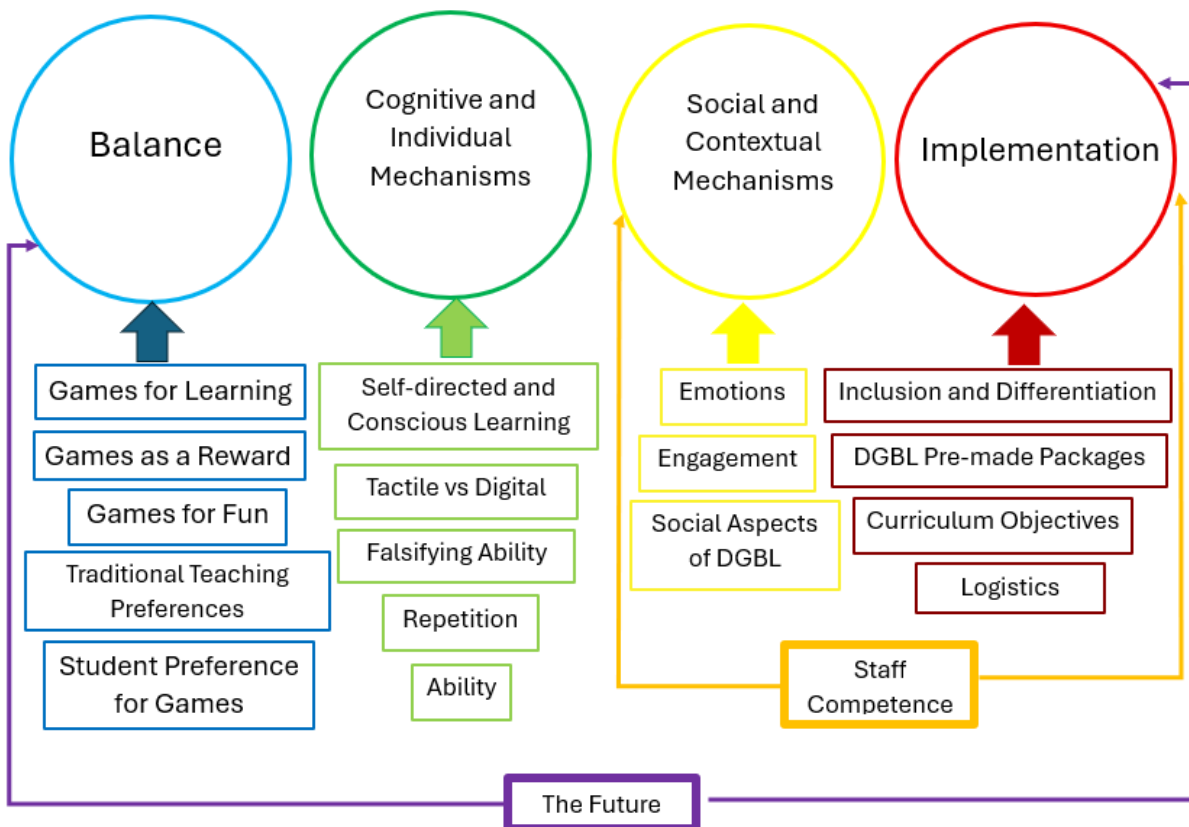 Balance
Cognitive and
Individual
Mechanisms
Social and
Contextual
Mechanisms
Implementation
Games for Learning
Games as a Reward
Games for Fun
Traditional Teaching
Preferences
Student Preference
for Games
Self-directed and
Conscious Learning
Tactile vs Digital
Falsifying Ability
Repetition
Ability
Emotions
Engagement
Social Aspects
of DGBL
Inclusion and Differentiation
DGBL Pre-made Packages
Curriculum Objectives
Logistics
Staff
Competence
The Future